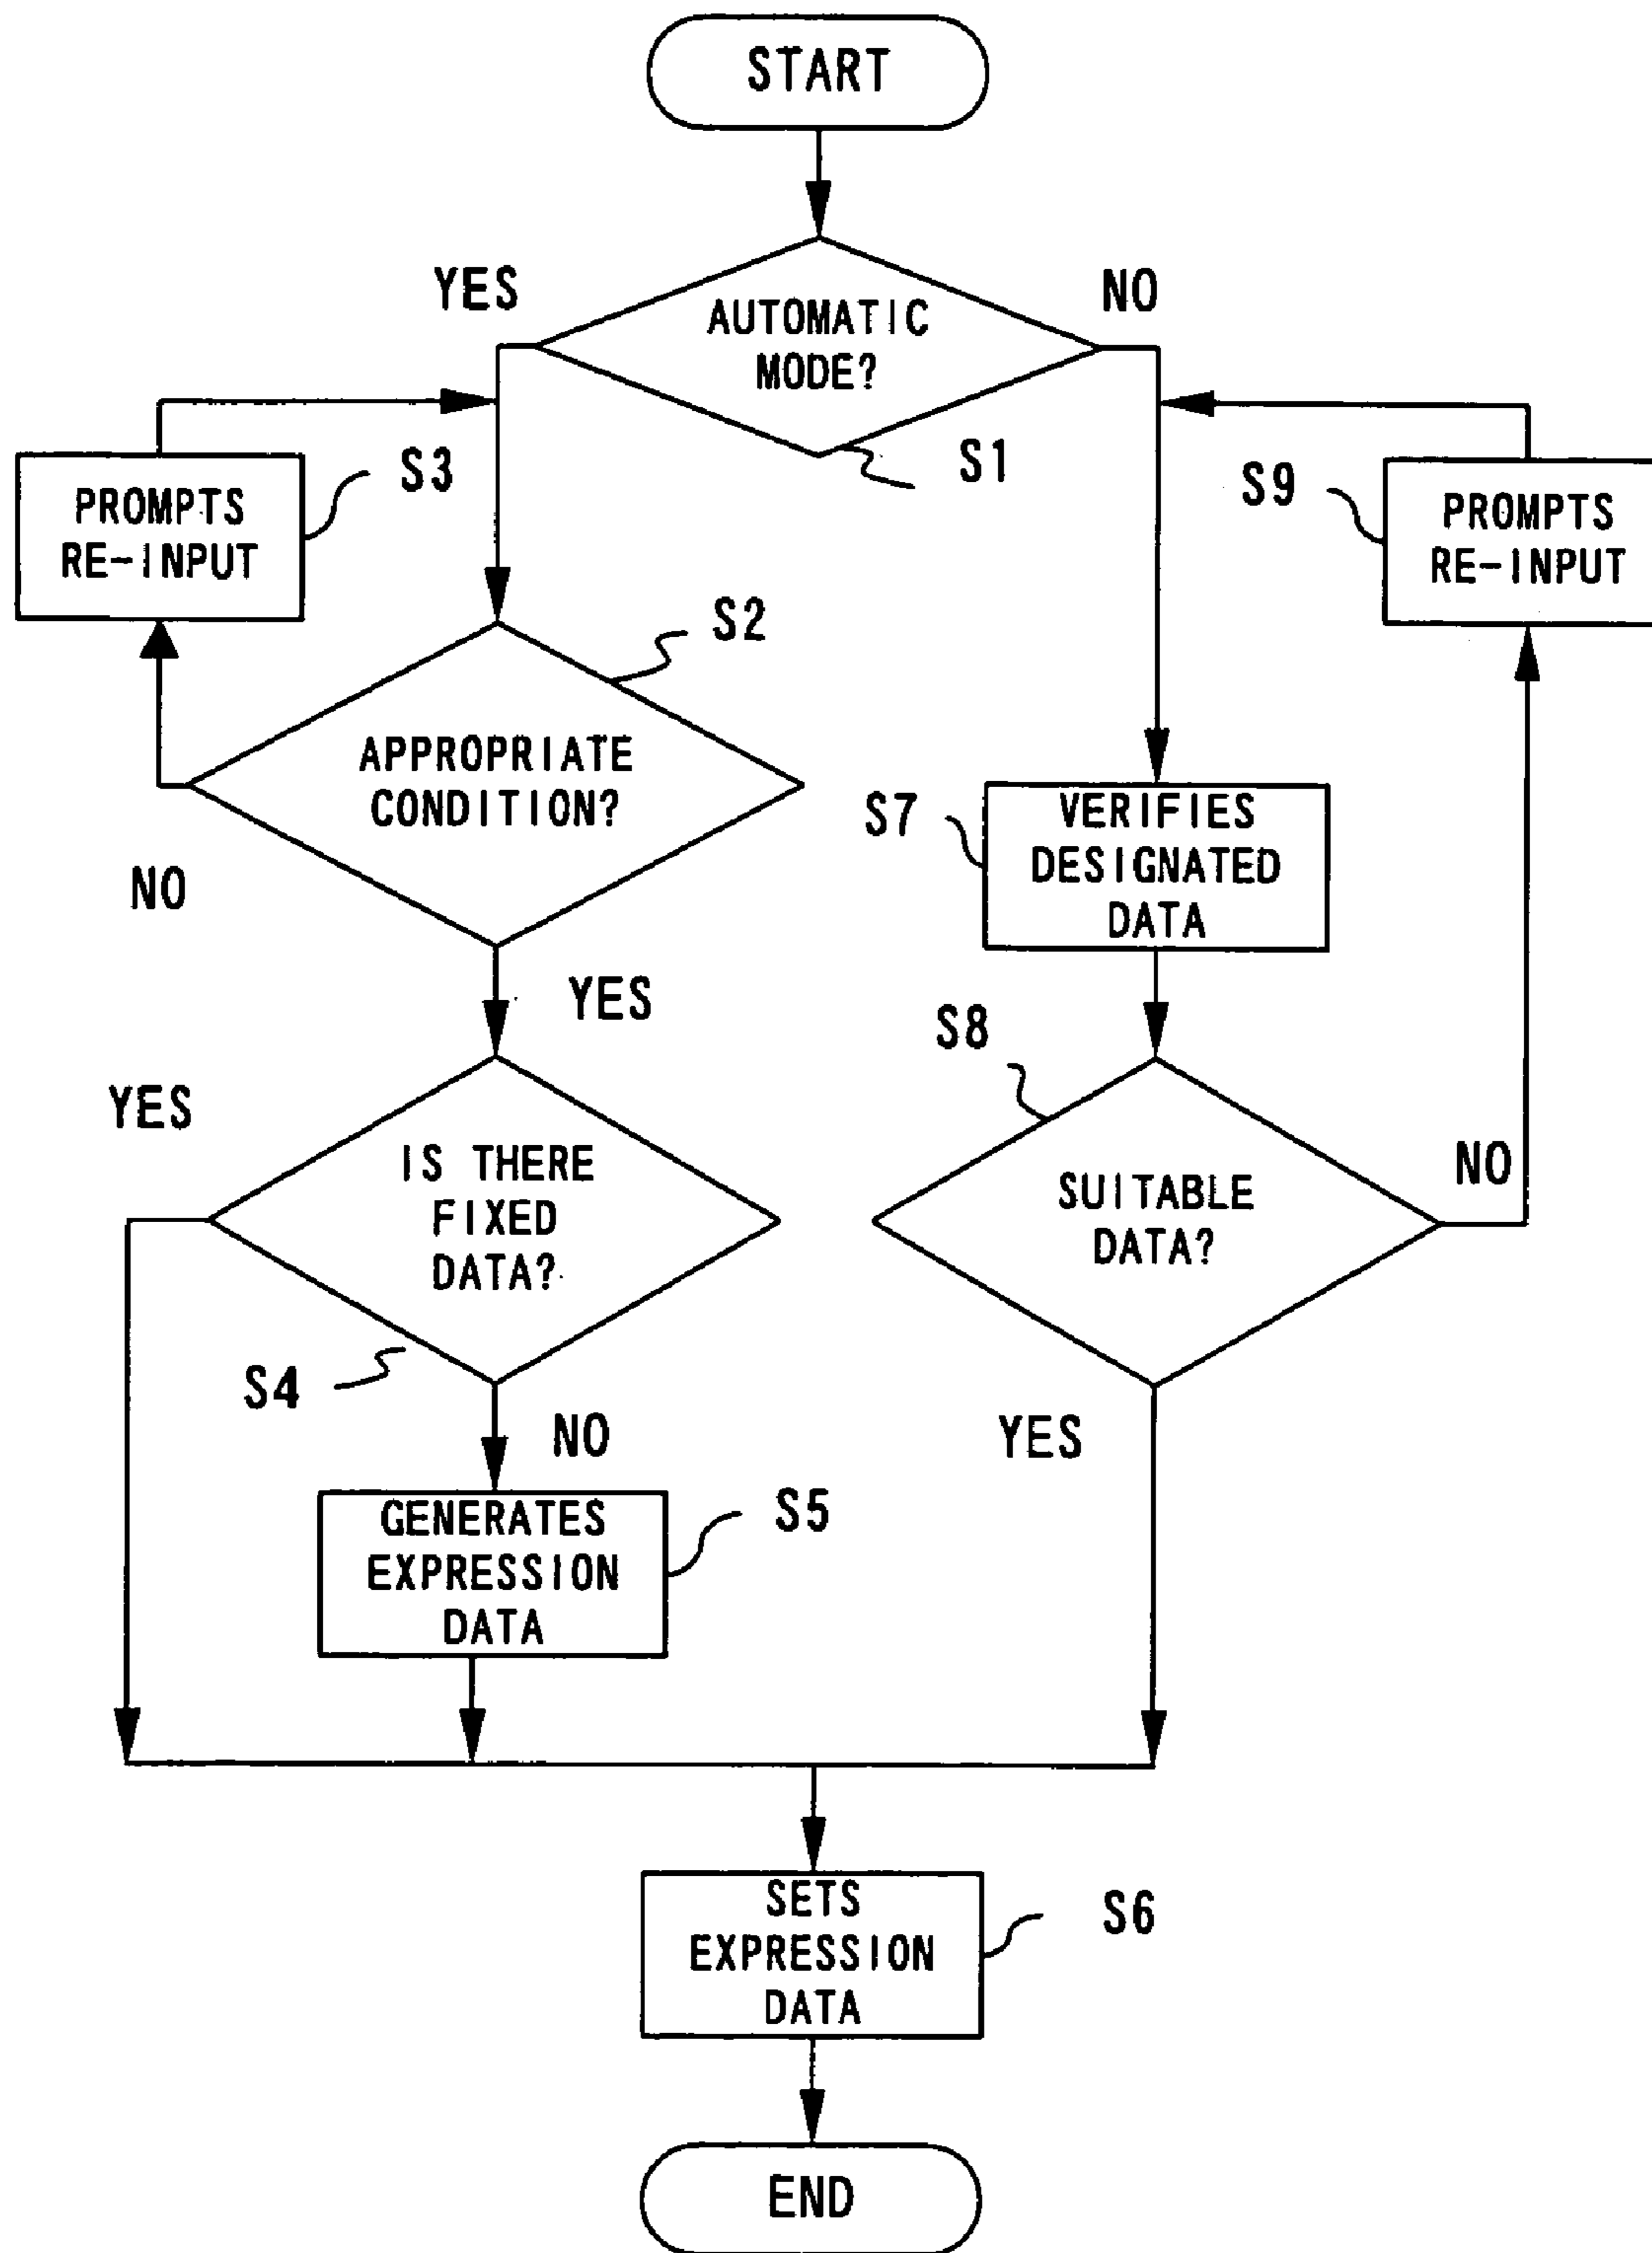 START
YES
NO
AUTOMATIC
MODE?
S1
S3
PROMPTS
RE-INPUT
S9
PROMPTS
RE-INPUT
S2
APPROPRIATE
CONDITION?
NO
YES
S7
VERIFIES
DESIGNATED
DATA
S8
YES
IS THERE
FIXED
DATA?
SUITABLE
DATA?
NO
S4
NO
YES
GENERATES
EXPRESSION
DATA
S5
SETS
EXPRESSION
DATA
S6
END